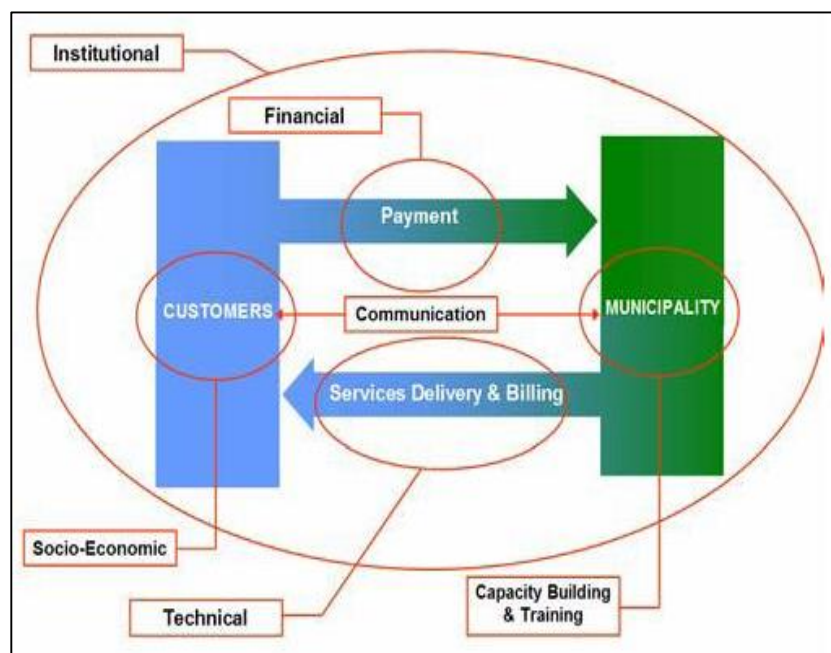 Institutional
Financial
Payment
CUSTOMERS
Communication
MUNICIPALITY
Services Delivery & Billing
Socio-Economic
Technical
Capacity Building
& Training